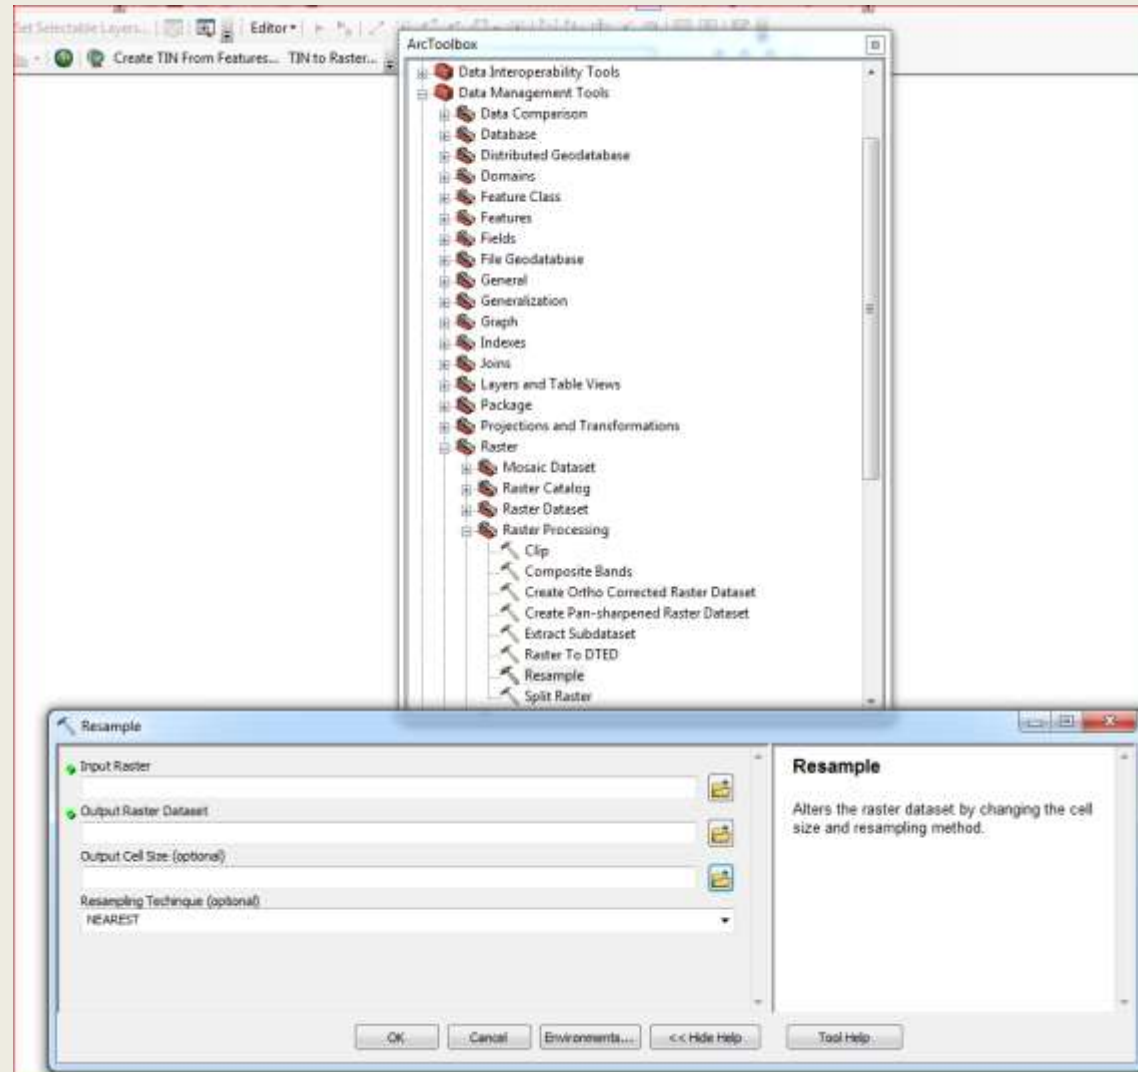 Set Selectable Layers...
Editor
Create TIN From Features... TIN to Raster...
ArcToolbox
Data Interoperability Tools
Data Management Tools
Data Comparison
Database
Distributed Geodatabase
Domains
Feature Class
Features
Fields
File Geodatabase
General
Generalization
Graph
Indexes
Joins
Layers and Table Views
Package
Projections and Transformations
Raster
Mosaic Dataset
Raster Catalog
Raster Dataset
Raster Processing
Clip
Composite Bands
Create Ortho Corrected Raster Dataset
Create Pan-sharpened Raster Dataset
Extract Subdataset
Raster To DTED
Resample
Split Raster
Resample
Input Raster
Output Raster Dataset
Output Cell Size (optional)
Resampling Techinque (optional)
NEAREST
OK Cancel Environments... << Hide Help Tool Help
Resample
Alters the raster dataset by changing the cell
size and resampling method.